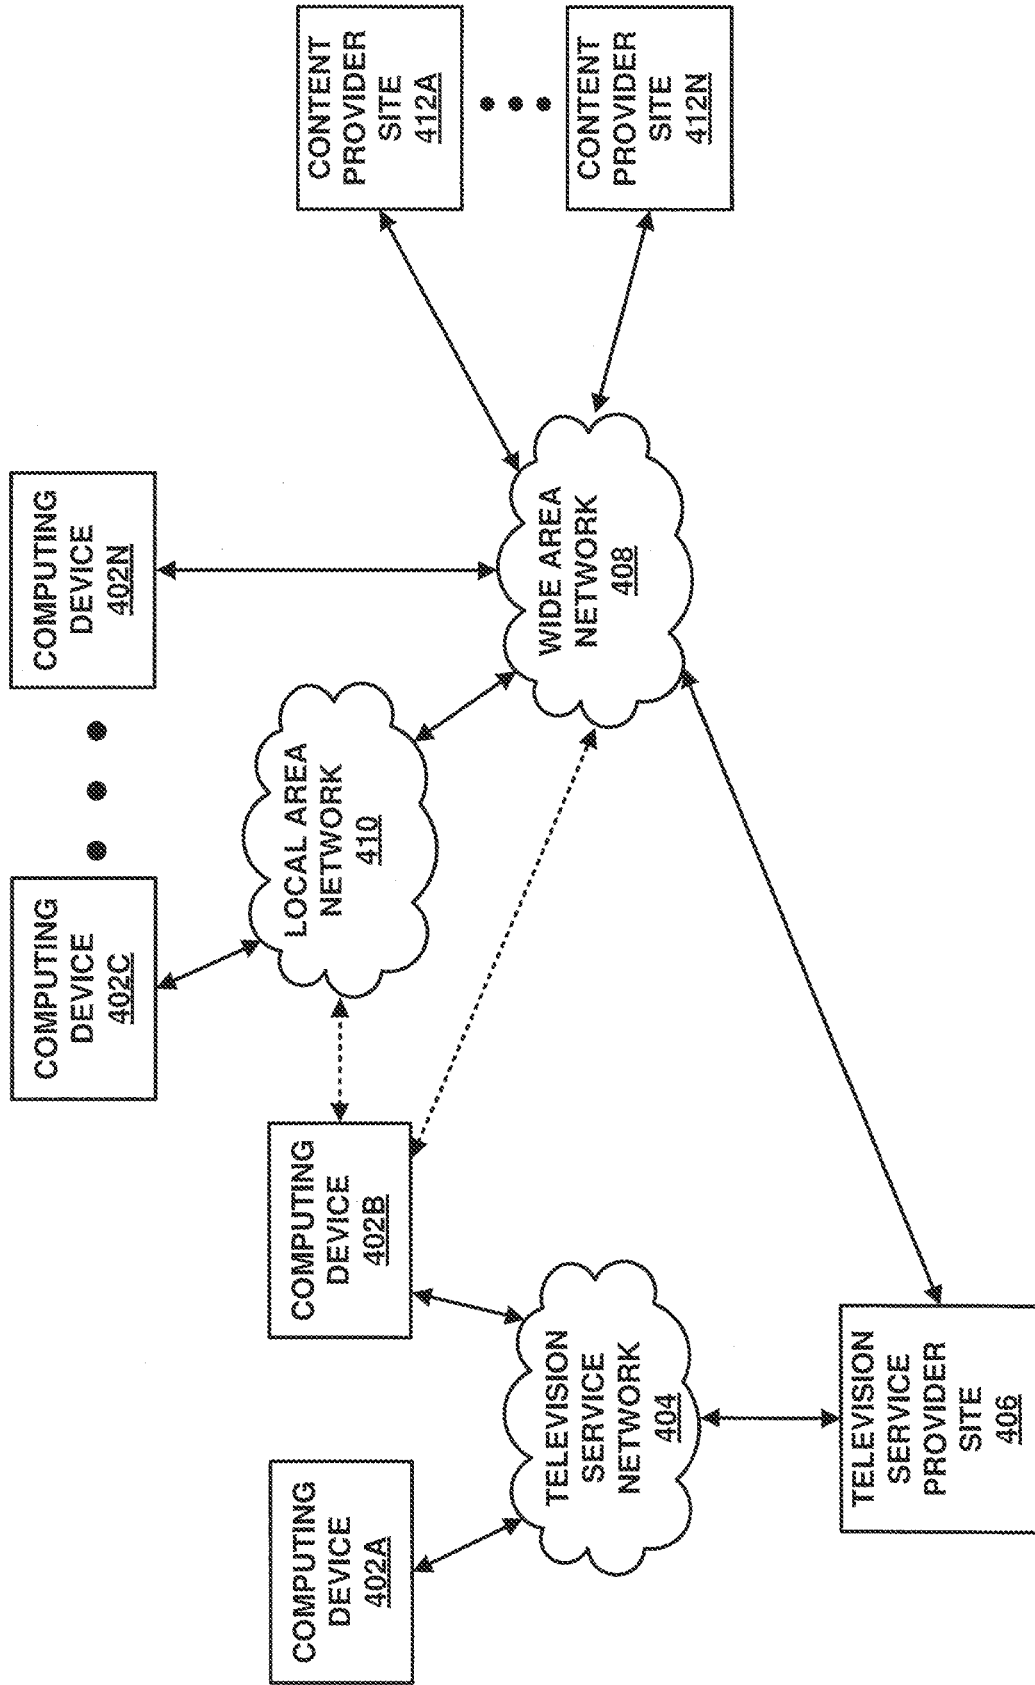 COMPUTING
DEVICE
402A
COMPUTING
DEVICE
402B
COMPUTING
DEVICE
402C
COMPUTING
DEVICE
402N
LOCAL AREA
NETWORK
410
TELEVISION
SERVICE
NETWORK
404
WIDE AREA
NETWORK
408
CONTENT
PROVIDER
SITE
412A
CONTENT
PROVIDER
SITE
412N
TELEVISION
SERVICE
PROVIDER
SITE
406